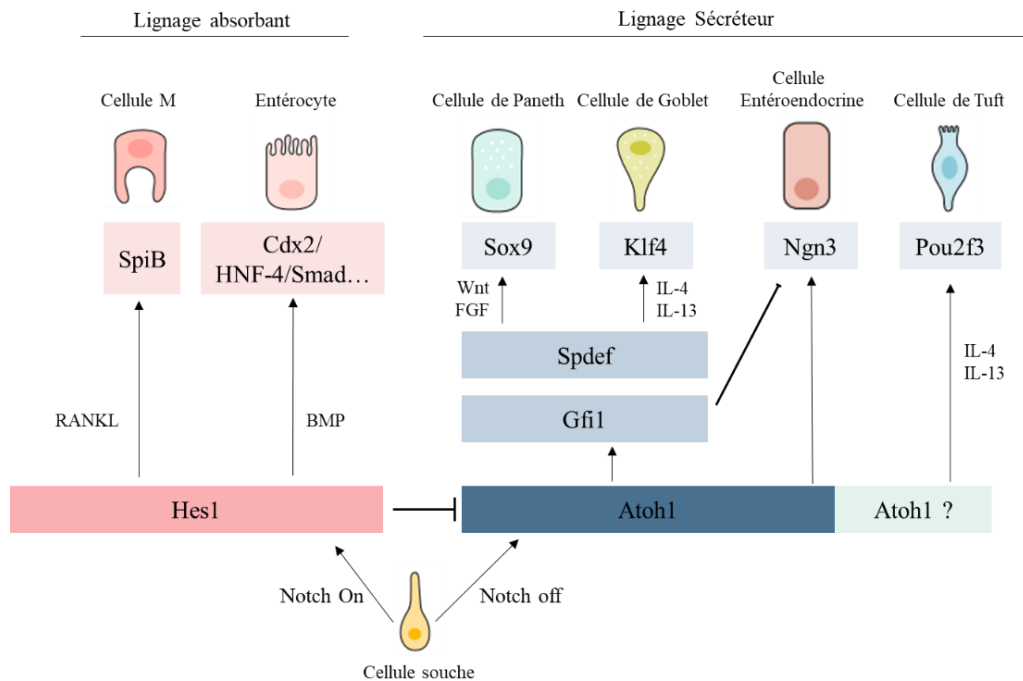 Lignage absorbant
Lignage Sécréteur
Cellule M
Entérocyte
Cellule de Paneth
Cellule de Goblet
Cellule
Entéroendocrine
Cellule de Tuft
SpiB
Cdx2/
HNF-4/Smad…
Sox9
Klf4
Ngn3
Pou2f3
Wnt
FGF
IL-4
IL-13
Spdef
IL-4
IL-13
Gfi1
RANKL
BMP
Hes1
Atoh1
Atoh1 ?
Notch On
Notch off
Cellule souche